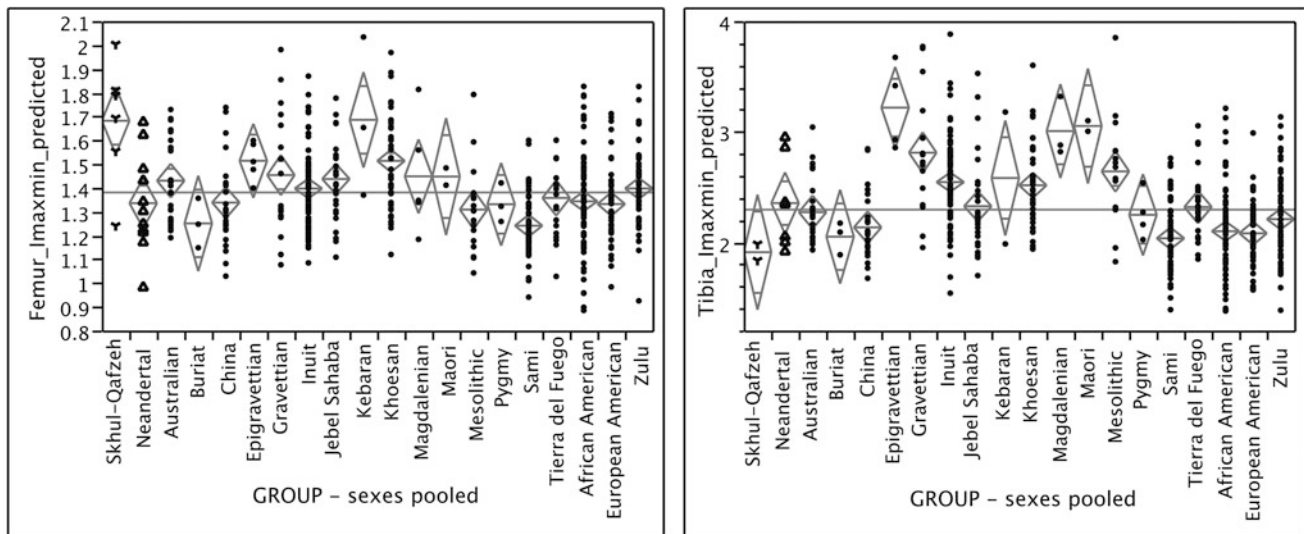 Femur_Imaxmin_predicted
2.1
2
1.9
1.8
1.7
1.6
1.5
1.4
1.3
1.2
1.1
1
0.9
0.8
Skhul-Qafzeh
Neandertal
Australian
Buriat
China
Epigravettian
Gravettian
Inuit
Jebel Sahaba
Kebaran
Khoesan
Magdalenian
Maori
Mesolithic
Pygmy
Sami
Tierra del Fuego
African American
European American
Zulu
GROUP - sexes pooled
Tibia_Imaxmin_predicted
4
3
2
Skhul-Qafzeh
Neandertal
Australian
Buriat
China
Epigravettian
Gravettian
Inuit
Jebel Sahaba
Kebaran
Khoesan
Magdalenian
Maori
Mesolithic
Pygmy
Sami
Tierra del Fuego
African American
European American
Zulu
GROUP - sexes pooled